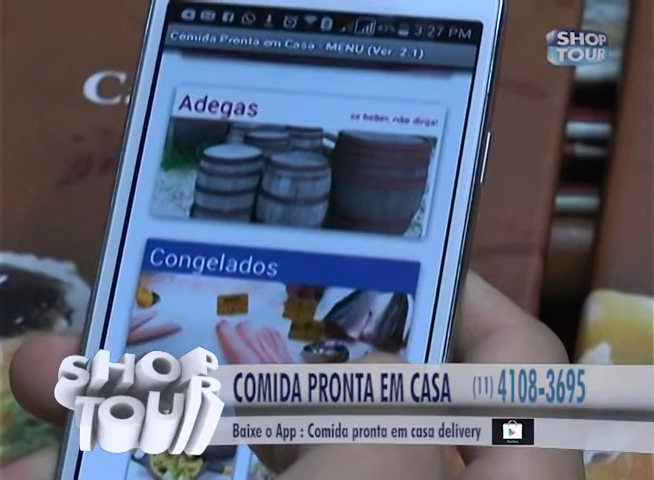 3:27 PM
Comida Pronta em Casa - MENU (Ver. 2.1)
SHOP
TOUR
Adegas
se beber, não dirija!
Congelados
SHOP
TOUR
COMIDA PRONTA EM CASA (11) 4108-3695
Baixe o App : Comida pronta em casa delivery